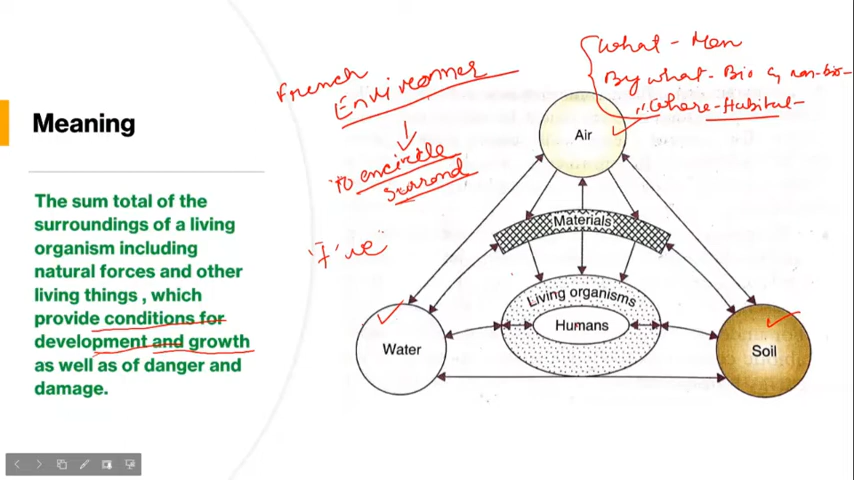 Meaning
The sum total of the
surroundings of a living
organism including
natural forces and other
living things , which
provide conditions for
development and growth
as well as of danger and
damage.
French
Environner
To encircle
surround
What - Man
By what - Bio & non-bio-
Where - Habitat -
Air
Materials
Living organisms
Humans
Water
Soil